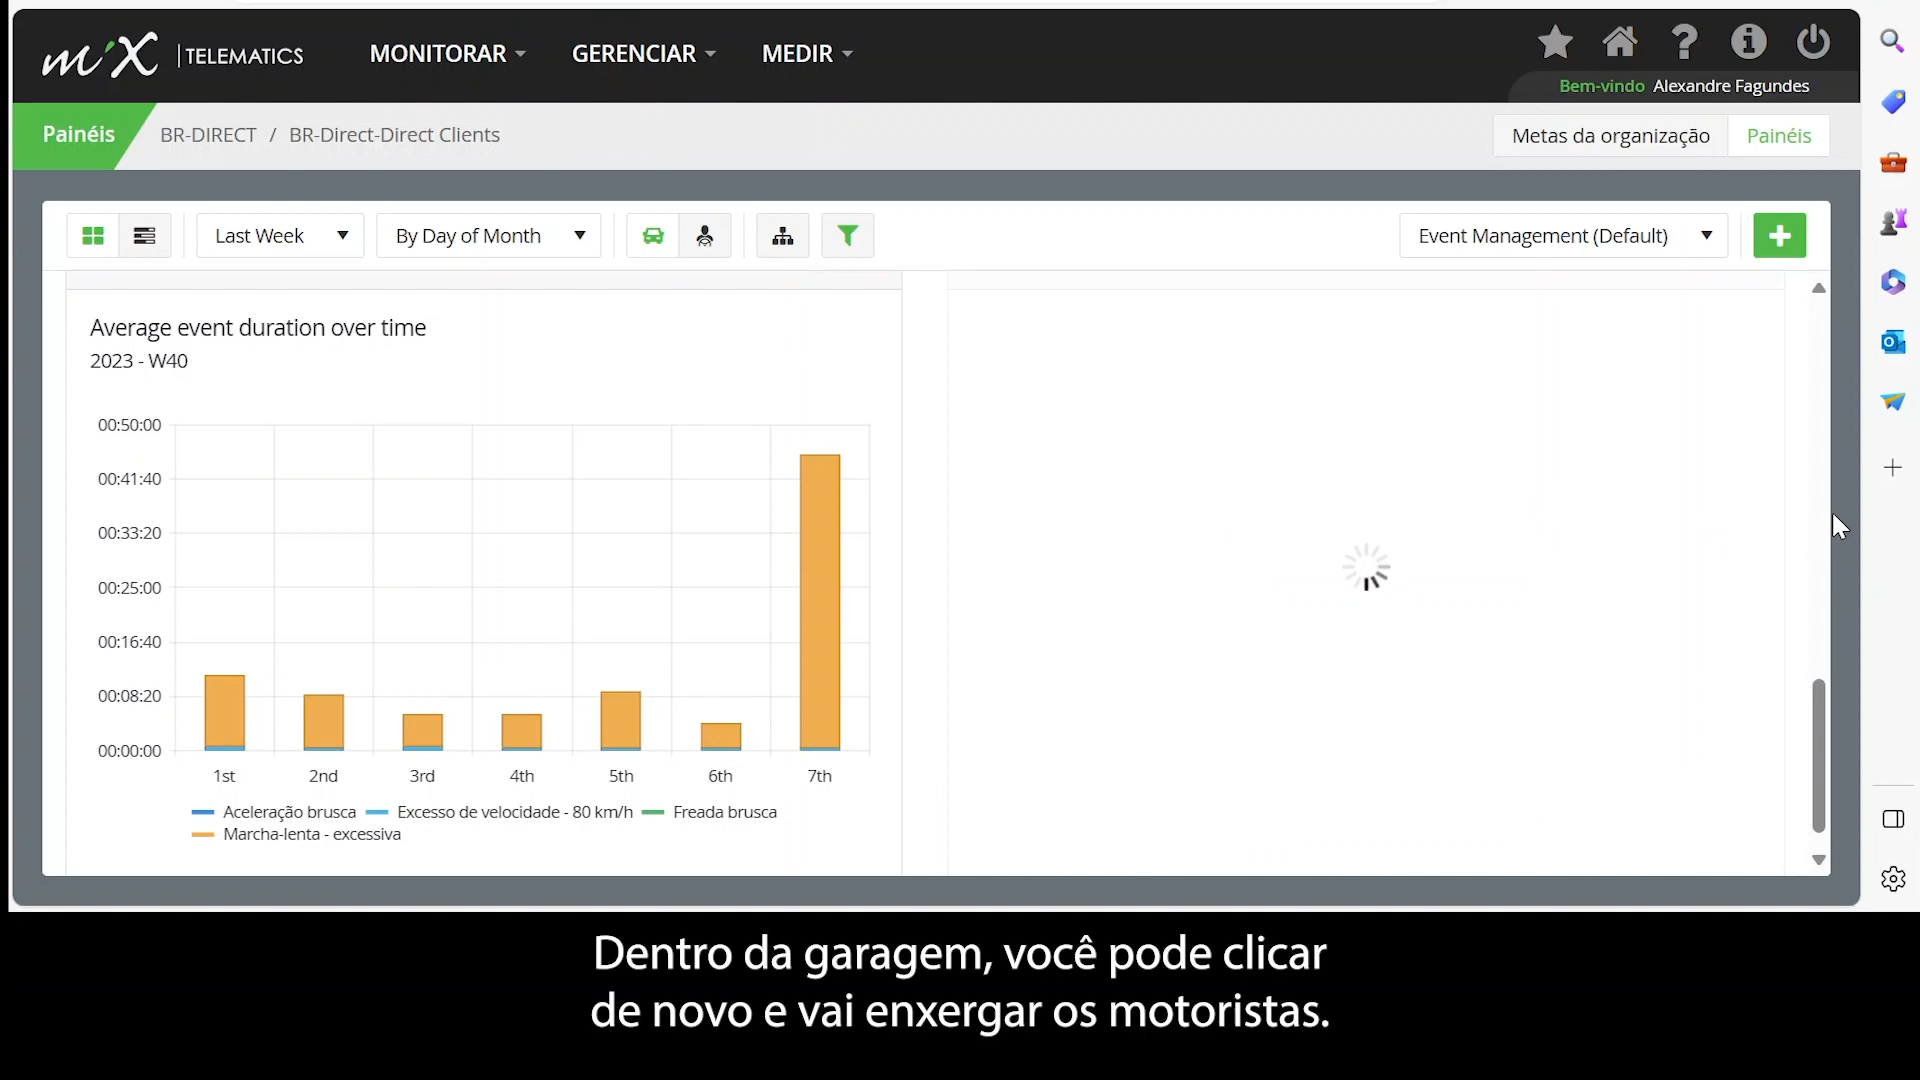 mix TELEMATICS
MONITORAR GERENCIAR MEDIR
Bem-vindo Alexandre Fagundes
Painéis BR-DIRECT / BR-Direct-Direct Clients Metas da organização Painéis
Last Week By Day of Month Event Management (Default)
Average event duration over time
2023 - W40
00:50:00
00:41:40
00:33:20
00:25:00
00:16:40
00:08:20
00:00:00
1st 2nd 3rd 4th 5th 6th 7th
Aceleração brusca Excesso de velocidade - 80 km/h Freada brusca
Marcha-lenta - excessiva
Dentro da garagem, você pode clicar
de novo e vai enxergar os motoristas.